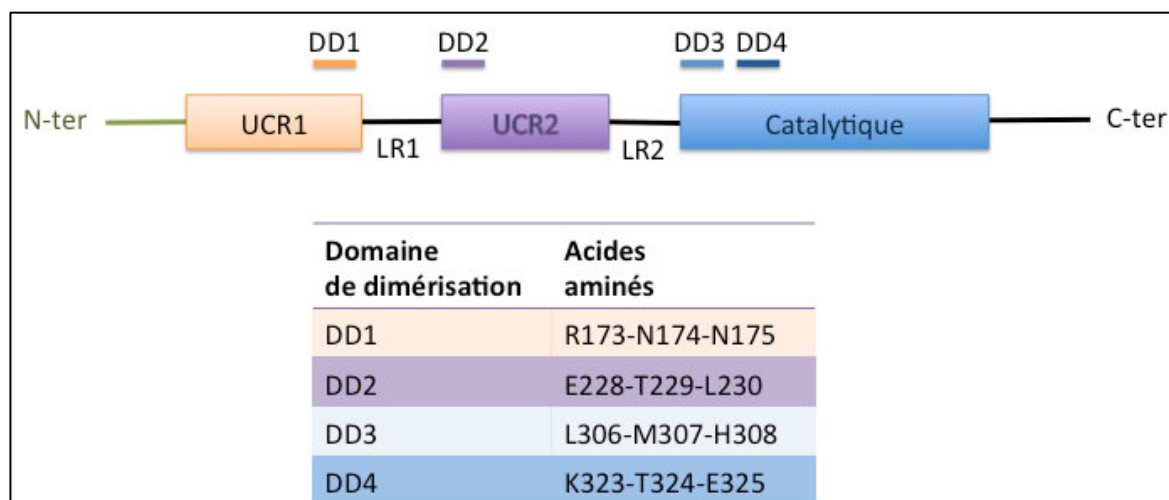 DD1 DD2 DD3 DD4
N-ter UCR1 UCR2 Catalytique C-ter
LR1 LR2
Domaine de dimérisation Acides aminés
DD1 R173-N174-N175
DD2 E228-T229-L230
DD3 L306-M307-H308
DD4 K323-T324-E325